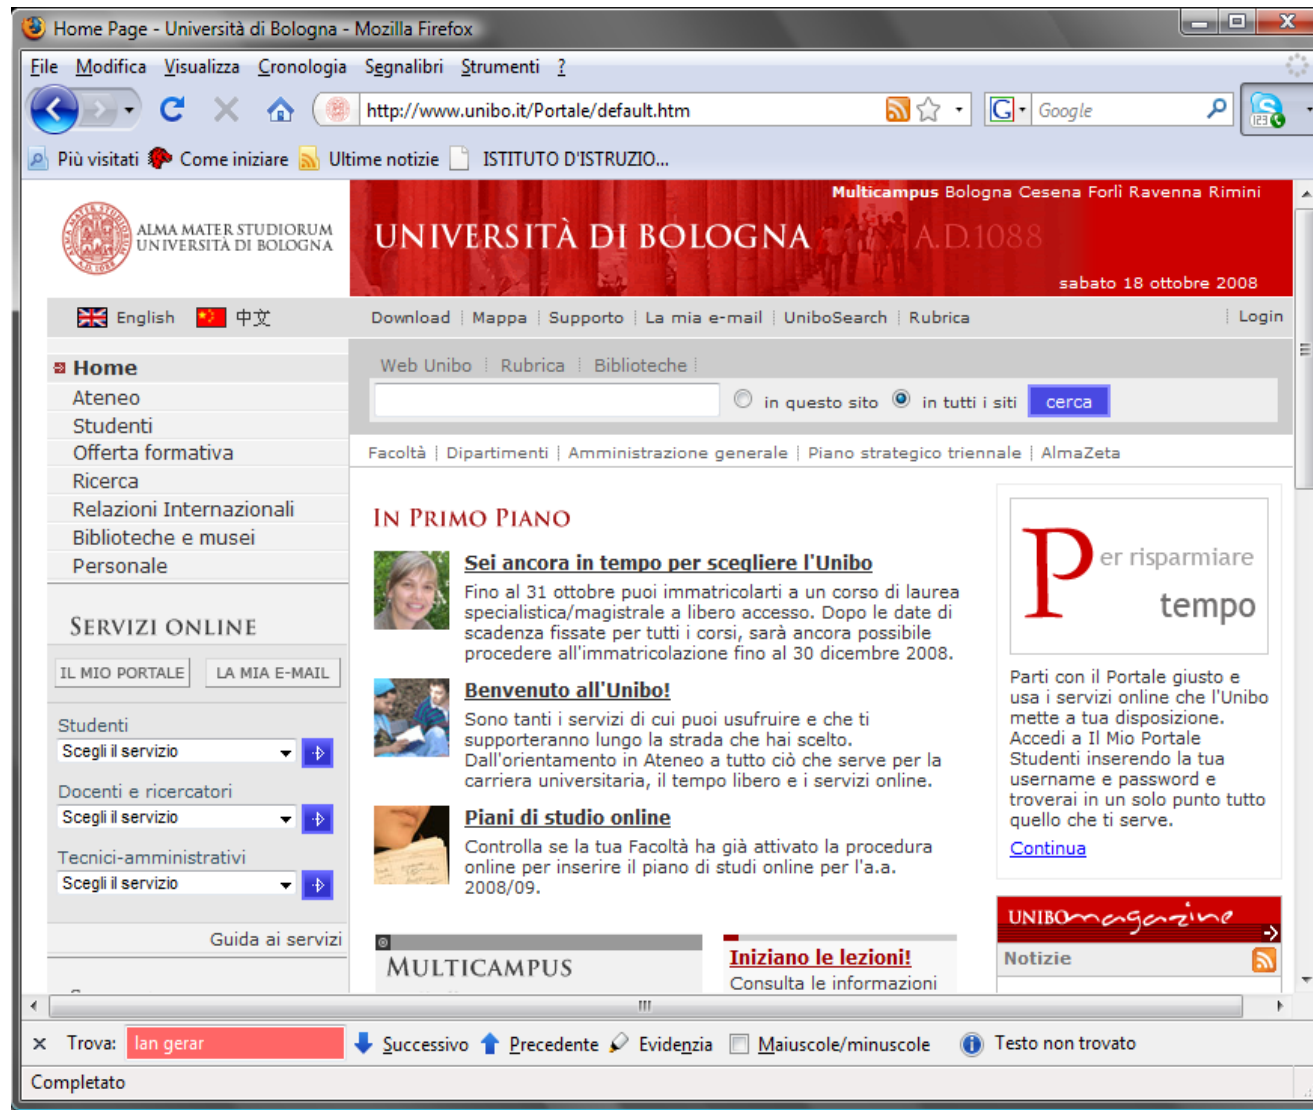 Home Page - Università di Bologna - Mozilla Firefox
File Modifica Visualizza Cronologia Segnalibri Strumenti ?
http://www.unibo.it/Portale/default.htm
G Google
123
Più visitati Come iniziare Ultime notizie ISTITUTO D'ISTRUZIO...
Multicampus Bologna Cesena Forlì Ravenna Rimini
ALMA MATER STUDIORUM
UNIVERSITÀ DI BOLOGNA
UNIVERSITÀ DI BOLOGNA A.D.1088
sabato 18 ottobre 2008
English 中文 Download Mappa Supporto La mia e-mail UniboSearch Rubrica Login
Home
Ateneo
Studenti
Offerta formativa
Ricerca
Relazioni Internazionali
Biblioteche e musei
Personale
SERVIZI ONLINE
IL MIO PORTALE LA MIA E-MAIL
Studenti
Scegli il servizio
Docenti e ricercatori
Scegli il servizio
Tecnici-amministrativi
Scegli il servizio
Guida ai servizi
Web Unibo Rubrica Biblioteche
in questo sito in tutti i siti cerca
Facoltà | Dipartimenti | Amministrazione generale | Piano strategico triennale | AlmaZeta
IN PRIMO PIANO
Sei ancora in tempo per scegliere l'Unibo
Fino al 31 ottobre puoi immatricolarti a un corso di laurea
specialistica/magistrale a libero accesso. Dopo le date di
scadenza fissate per tutti i corsi, sarà ancora possibile
procedere all'immatricolazione fino al 30 dicembre 2008.
Benvenuto all'Unibo!
Sono tanti i servizi di cui puoi usufruire e che ti
supporteranno lungo la strada che hai scelto.
Dall'orientamento in Ateneo a tutto ciò che serve per la
carriera universitaria, il tempo libero e i servizi online.
Piani di studio online
Controlla se la tua Facoltà ha già attivato la procedura
online per inserire il piano di studi online per l'a.a.
2008/09.
MULTICAMPUS
Iniziano le lezioni!
Consulta le informazioni
Per risparmiare
tempo
Parti con il Portale giusto e
usa i servizi online che l'Unibo
mette a tua disposizione.
Accedi a Il Mio Portale
Studenti inserendo la tua
username e password e
troverai in un solo punto tutto
quello che ti serve.
Continua
UNIBOmagazine
Notizie
Trova: lan gerar Successivo Precedente Evidenzia Maiuscole/minuscole Testo non trovato
Completato